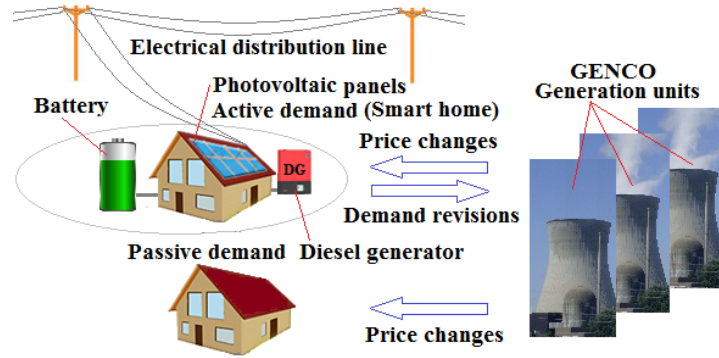 Electrical distribution line
Photovoltaic panels
Active demand (Smart home)
Battery
GENCO
Generation units
Price changes
DG
Demand revisions
Passive demand
Diesel generator
Price changes